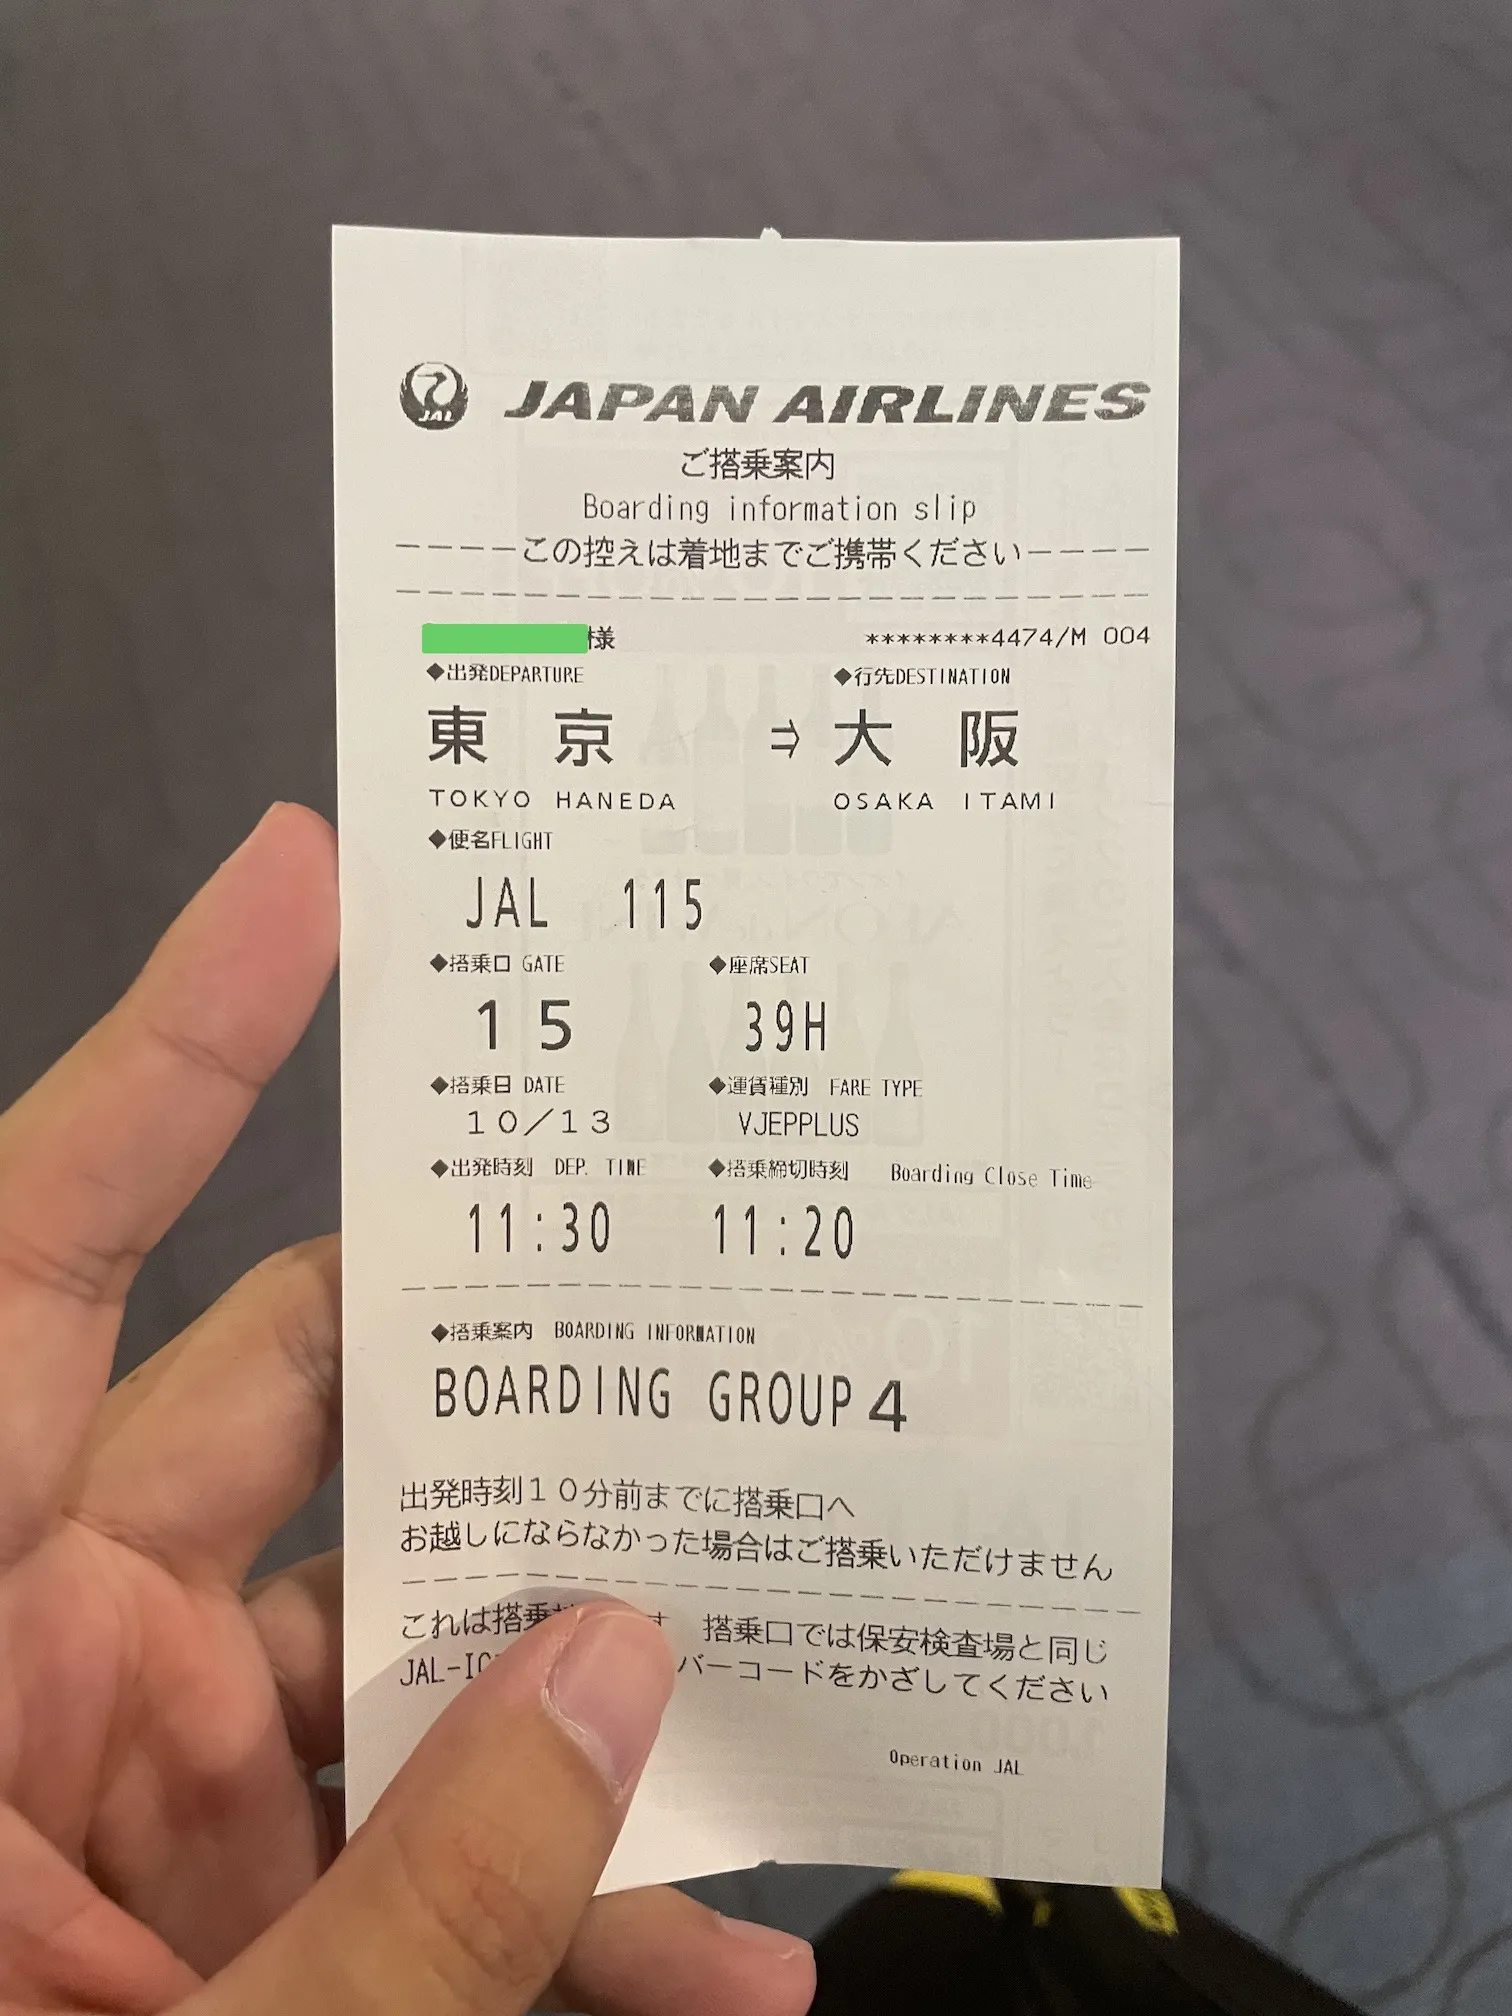 JAL JAPAN AIRLINES
ご搭乗案内
Boarding information slip
----この控えは着地までご携帯ください----
様 ********4474/M 004
◆出発DEPARTURE ◆行先DESTINATION
東京 ⇒ 大阪
TOKYO HANEDA OSAKA ITAMI
◆便名FLIGHT
JAL 115
◆搭乗口 GATE ◆座席SEAT
15 39H
◆搭乗日 DATE ◆運賃種別 FARE TYPE
10/13 VJEPPLUS
◆出発時刻 DEP. TIME ◆搭乗締切時刻 Boarding Close Time
11:30 11:20
◆搭乗案内 BOARDING INFORMATION
BOARDING GROUP 4
出発時刻10分前までに搭乗口へ
お越しにならなかった場合はご搭乗いただけません
これは搭乗 す 搭乗口では保安検査場と同じ
JAL-IC バーコードをかざしてください
Operation JAL